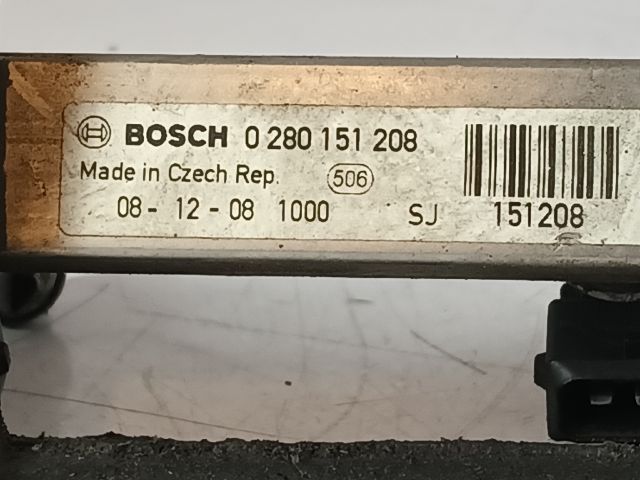 BOSCH 0 280 151 208
Made in Czech Rep. 506
08 - 12 - 08 1000 SJ 151208